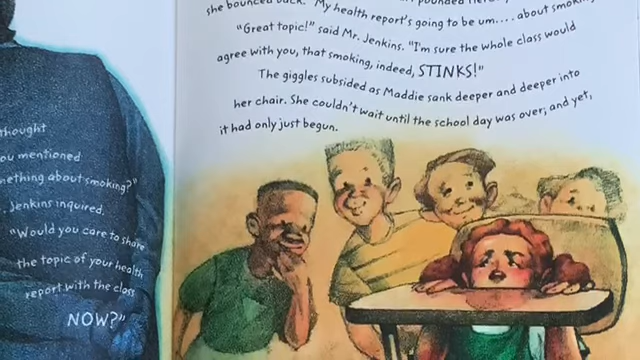 thought
ou mentioned
mething about smoking?"
Jenkins inquired.
"Would you care to share
the topic of your health
report with the class
NOW?"
she bounced back. "My health report's going to be um.... about smoking
"Great topic!" said Mr. Jenkins. "I'm sure the whole class would
agree with you, that smoking, indeed, STINKS!"
The giggles subsided as Maddie sank deeper and deeper into
her chair. She couldn't wait until the school day was over; and yet,
it had only just begun.